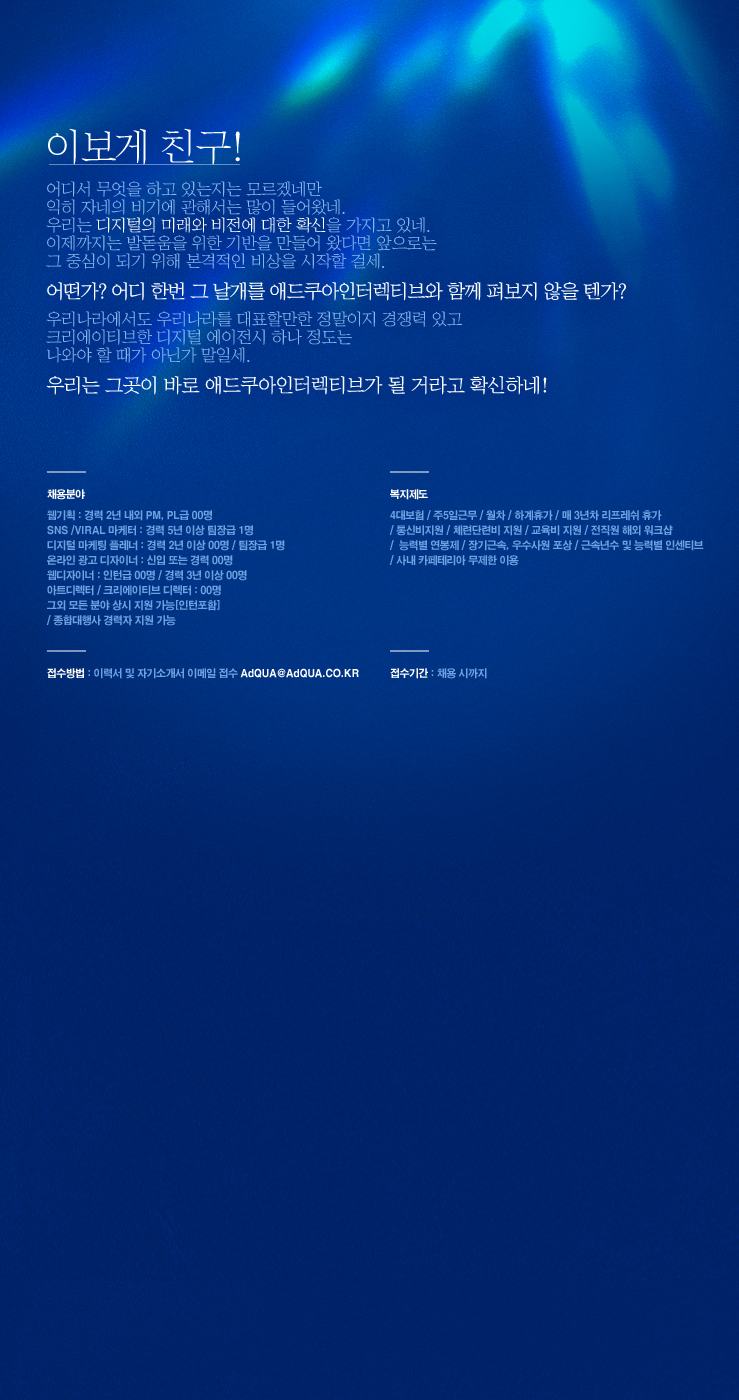 이보게 친구!
어디서 무엇을 하고 있는지는 모르겠네만
익히 자네의 비기에 관해서는 많이 들어왔네.
우리는 디지털의 미래와 비전에 대한 확신을 가지고 있네.
이제까지는 발돋움을 위한 기반을 만들어 왔다면 앞으로는
그 중심이 되기 위해 본격적인 비상을 시작할 걸세.
어떤가? 어디 한번 그 날개를 애드쿠아인터렉티브와 함께 펴보지 않을 텐가?
우리나라에서도 우리나라를 대표할만한 정말이지 경쟁력 있고
크리에이티브한 디지털 에이전시 하나 정도는
나와야 할 때가 아닌가 말일세.
우리는 그곳이 바로 애드쿠아인터렉티브가 될 거라고 확신하네!
채용분야
웹기획 : 경력 2년 내외 PM, PL급 00명
SNS /VIRAL 마케터 : 경력 5년 이상 팀장급 1명
디지털 마케팅 플래너 : 경력 2년 이상 00명 / 팀장급 1명
온라인 광고 디자이너 : 신입 또는 경력 00명
웹디자이너 : 인턴급 00명 / 경력 3년 이상 00명
아트디렉터 / 크리에이티브 디렉터 : 00명
그외 모든 분야 상시 지원 가능[인턴포함]
/ 종합대행사 경력자 지원 가능
복지제도
4대보험 / 주5일근무 / 월차 / 하계휴가 / 매 3년차 리프레쉬 휴가
/ 통신비지원 / 체련단련비 지원 / 교육비 지원 / 전직원 해외 워크샵
/ 능력별 연봉제 / 장기근속, 우수사원 포상 / 근속년수 및 능력별 인센티브
/ 사내 카페테리아 무제한 이용
접수방법 : 이력서 및 자기소개서 이메일 접수 AdQUA@AdQUA.CO.KR
접수기간 : 채용 시까지